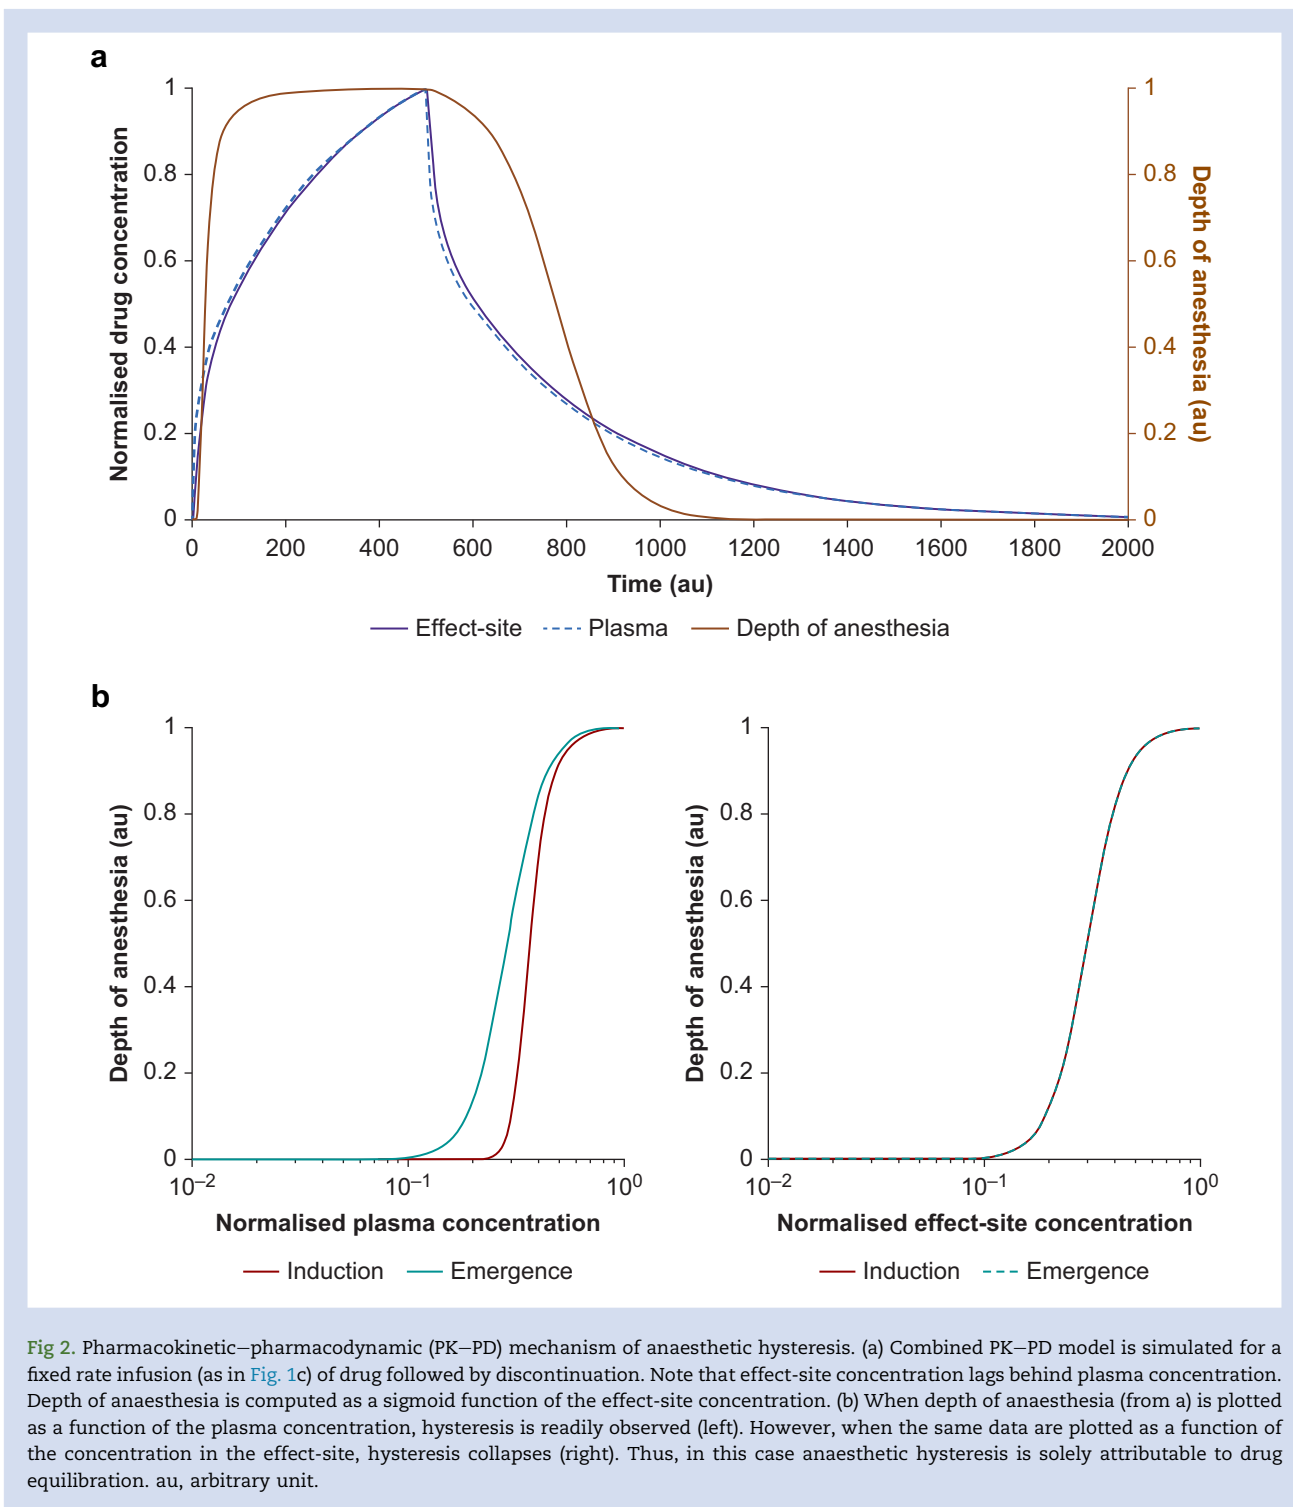 a
1
0.8
0.6
0.4
0.2
0
Normalised drug concentration
1
0.8
0.6
0.4
0.2
0
Depth of anesthesia (au)
0 200 400 600 800 1000 1200 1400 1600 1800 2000
Time (au)
Effect-site Plasma Depth of anesthesia
b
1
0.8
0.6
0.4
0.2
0
Depth of anesthesia (au)
10–2 10–1 100
Normalised plasma concentration
Induction Emergence
1
0.8
0.6
0.4
0.2
0
Depth of anesthesia (au)
10–2 10–1 100
Normalised effect-site concentration
Induction Emergence
Fig 2. Pharmacokinetic–pharmacodynamic (PK–PD) mechanism of anaesthetic hysteresis. (a) Combined PK–PD model is simulated for a
fixed rate infusion (as in Fig. 1c) of drug followed by discontinuation. Note that effect-site concentration lags behind plasma concentration.
Depth of anaesthesia is computed as a sigmoid function of the effect-site concentration. (b) When depth of anaesthesia (from a) is plotted
as a function of the plasma concentration, hysteresis is readily observed (left). However, when the same data are plotted as a function of
the concentration in the effect-site, hysteresis collapses (right). Thus, in this case anaesthetic hysteresis is solely attributable to drug
equilibration. au, arbitrary unit.